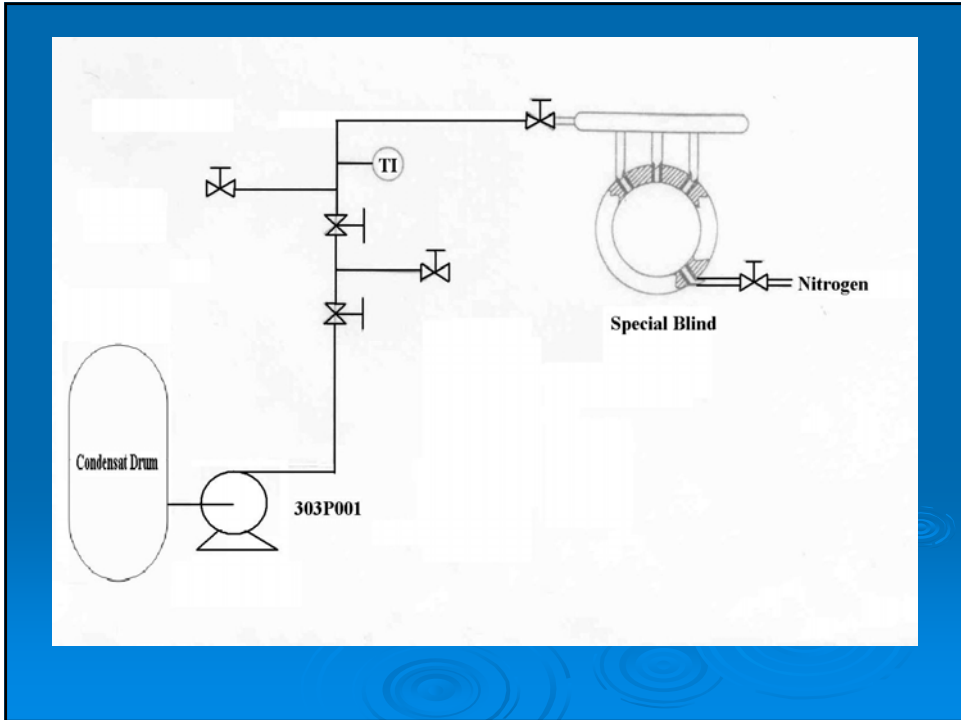 TI
Nitrogen
Special Blind
Condensat Drum
303P001